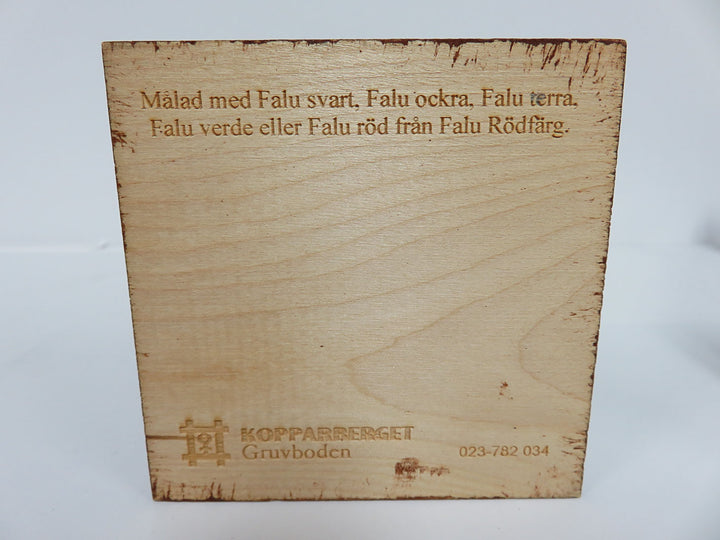 Målad med Falu svart, Falu ockra, Falu terra,
Falu verde eller Falu röd från Falu Rödfärg.
KOPPARBERGET
Gruvboden
023-782 034